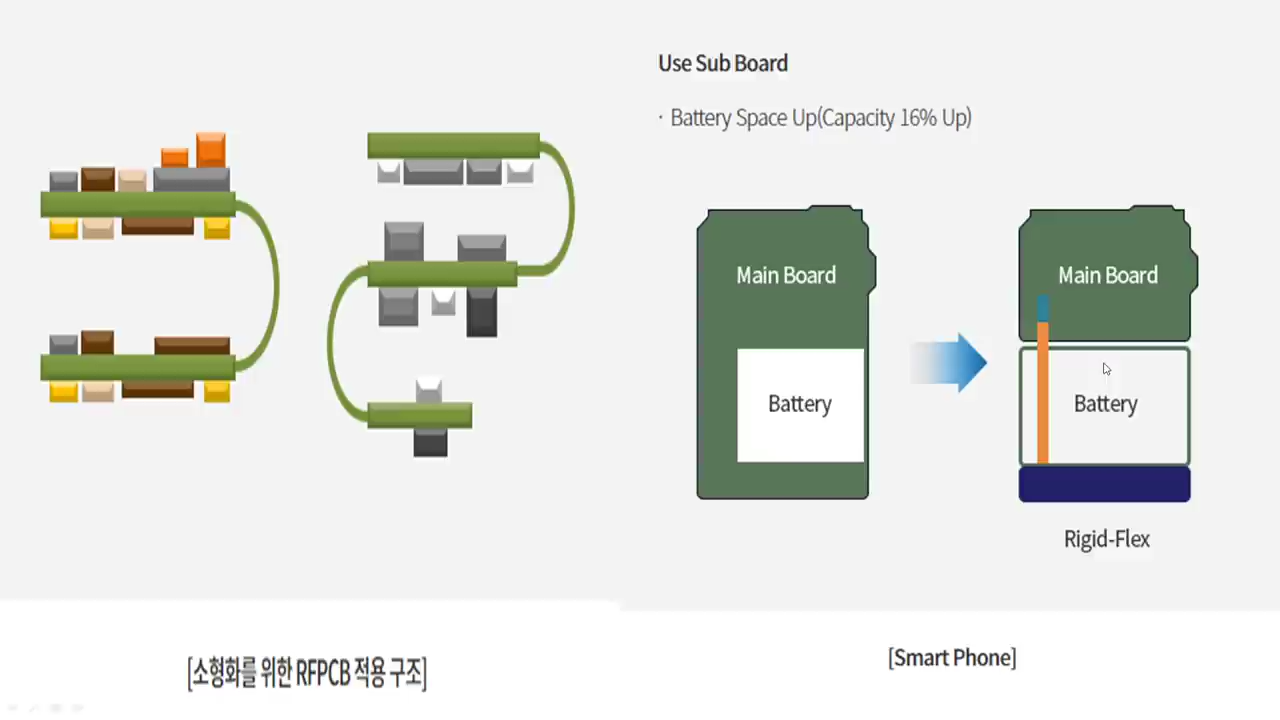 Use Sub Board
· Battery Space Up(Capacity 16% Up)
Main Board
Battery
Main Board
Battery
Rigid-Flex
[소형화를 위한 RFPCB 적용 구조]
[Smart Phone]